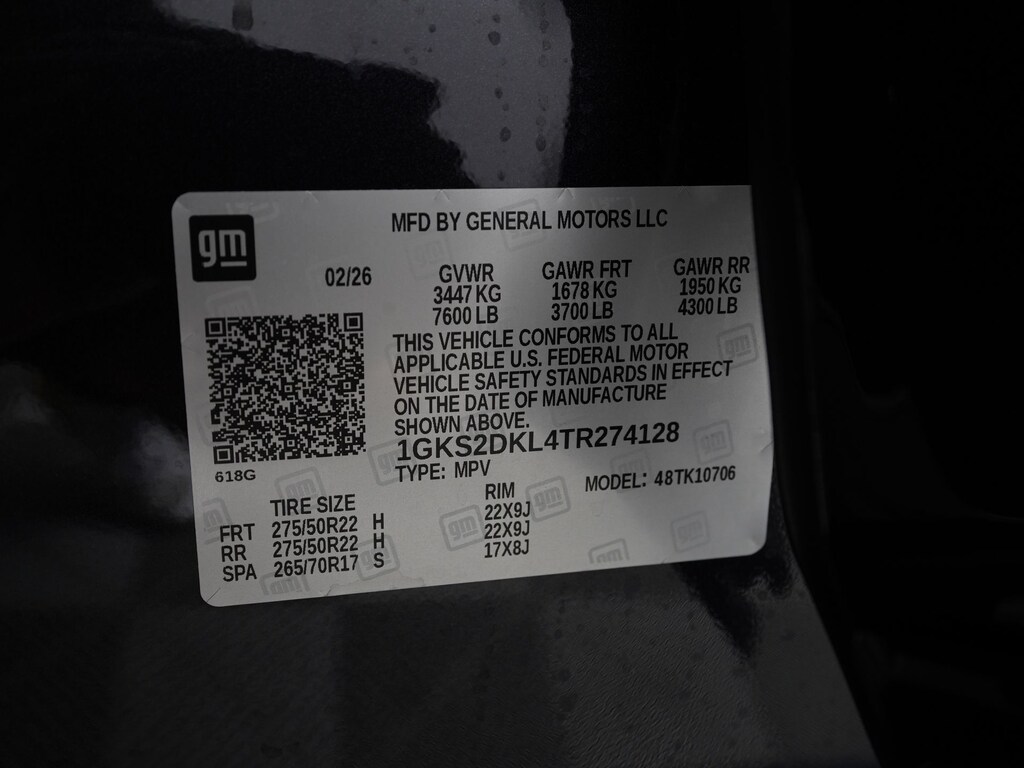 gm
MFD BY GENERAL MOTORS LLC
02/26
GVWR GAWR FRT GAWR RR
3447 KG 1678 KG 1950 KG
7600 LB 3700 LB 4300 LB
THIS VEHICLE CONFORMS TO ALL
APPLICABLE U.S. FEDERAL MOTOR
VEHICLE SAFETY STANDARDS IN EFFECT
ON THE DATE OF MANUFACTURE
SHOWN ABOVE.
1GKS2DKL4TR274128
618G
TYPE: MPV MODEL: 48TK10706
TIRE SIZE RIM
FRT 275/50R22 H 22X9J
RR 275/50R22 H 22X9J
SPA 265/70R17 S 17X8J